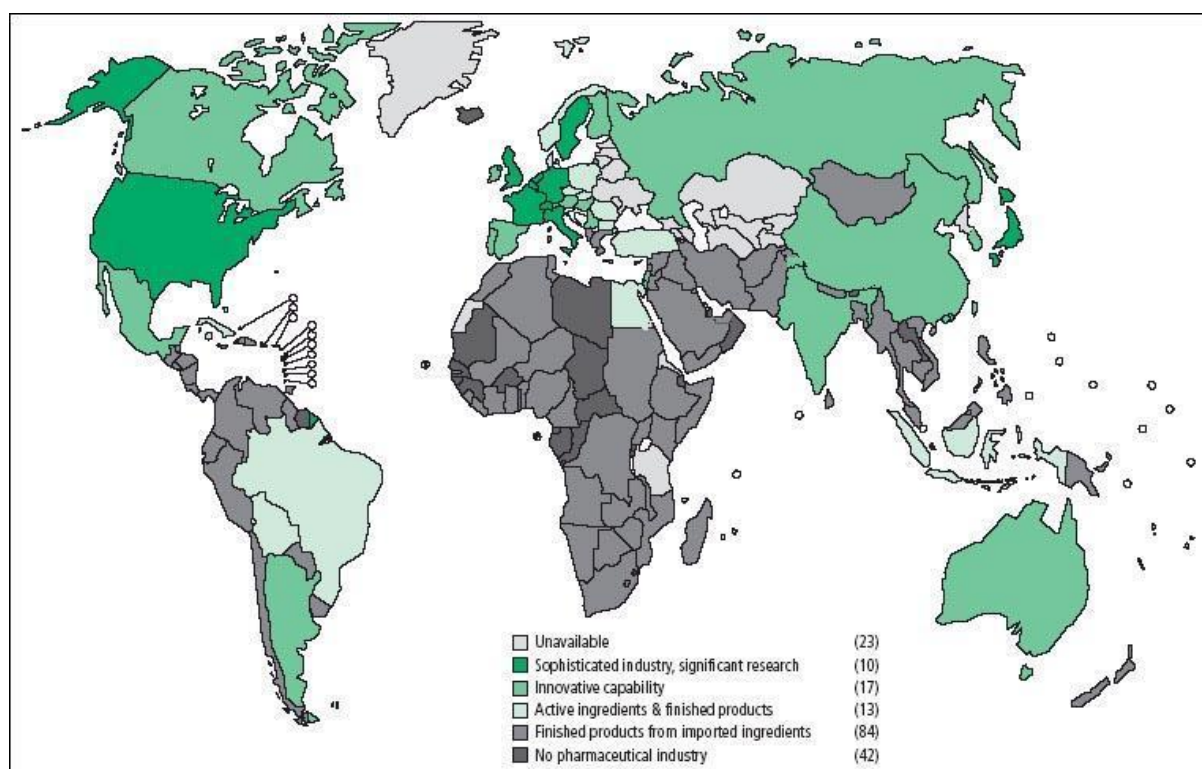 Unavailable (23)
Sophisticated industry, significant research (10)
Innovative capability (17)
Active ingredients & finished products (13)
Finished products from imported ingredients (84)
No pharmaceutical industry (42)